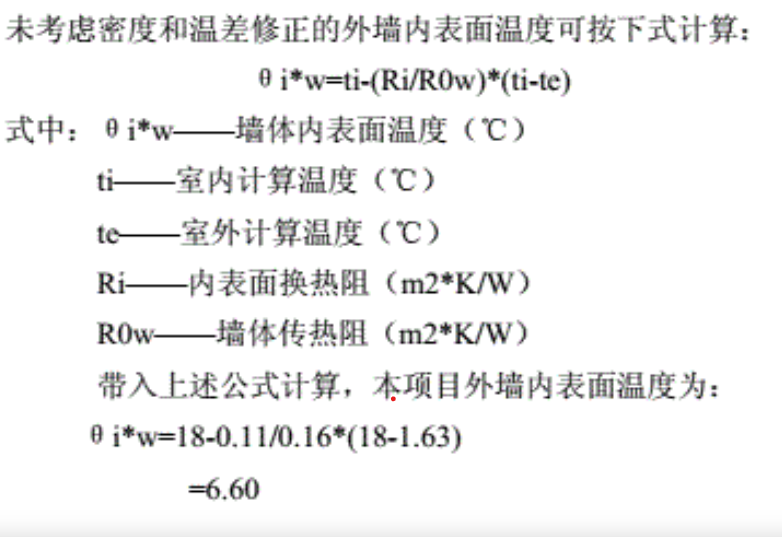 未考虑密度和温差修正的外墙内表面温度可按下式计算：
θi*w=ti-(Ri/R0w)*(ti-te)
式中：θi*w——墙体内表面温度（℃）
ti——室内计算温度（℃）
te——室外计算温度（℃）
Ri——内表面换热阻（m2*K/W）
R0w——墙体传热阻（m2*K/W）
带入上述公式计算，本项目外墙内表面温度为：
θi*w=18-0.11/0.16*(18-1.63)
=6.60